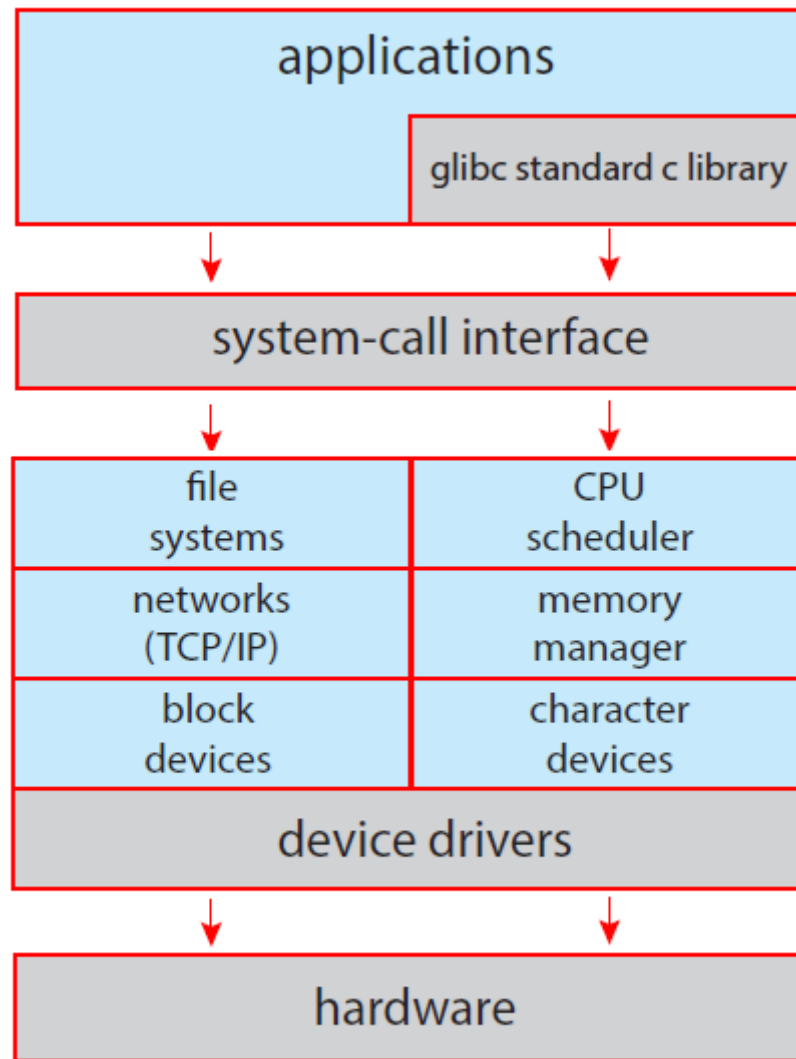 applications
glibc standard c library
system-call interface
file
systems
CPU
scheduler
networks
(TCP/IP)
memory
manager
block
devices
character
devices
device drivers
hardware